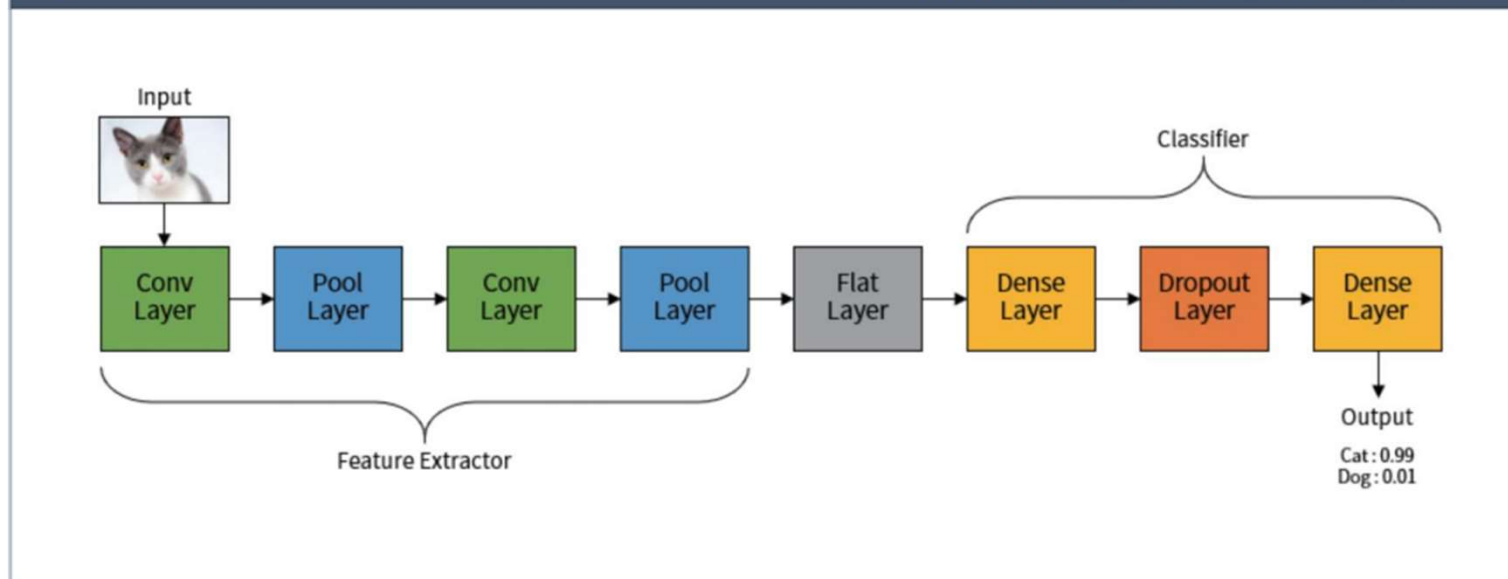 Input
Classifier
Conv
Layer
Pool
Layer
Conv
Layer
Pool
Layer
Flat
Layer
Dense
Layer
Dropout
Layer
Dense
Layer
Feature Extractor
Output
Cat : 0.99
Dog : 0.01